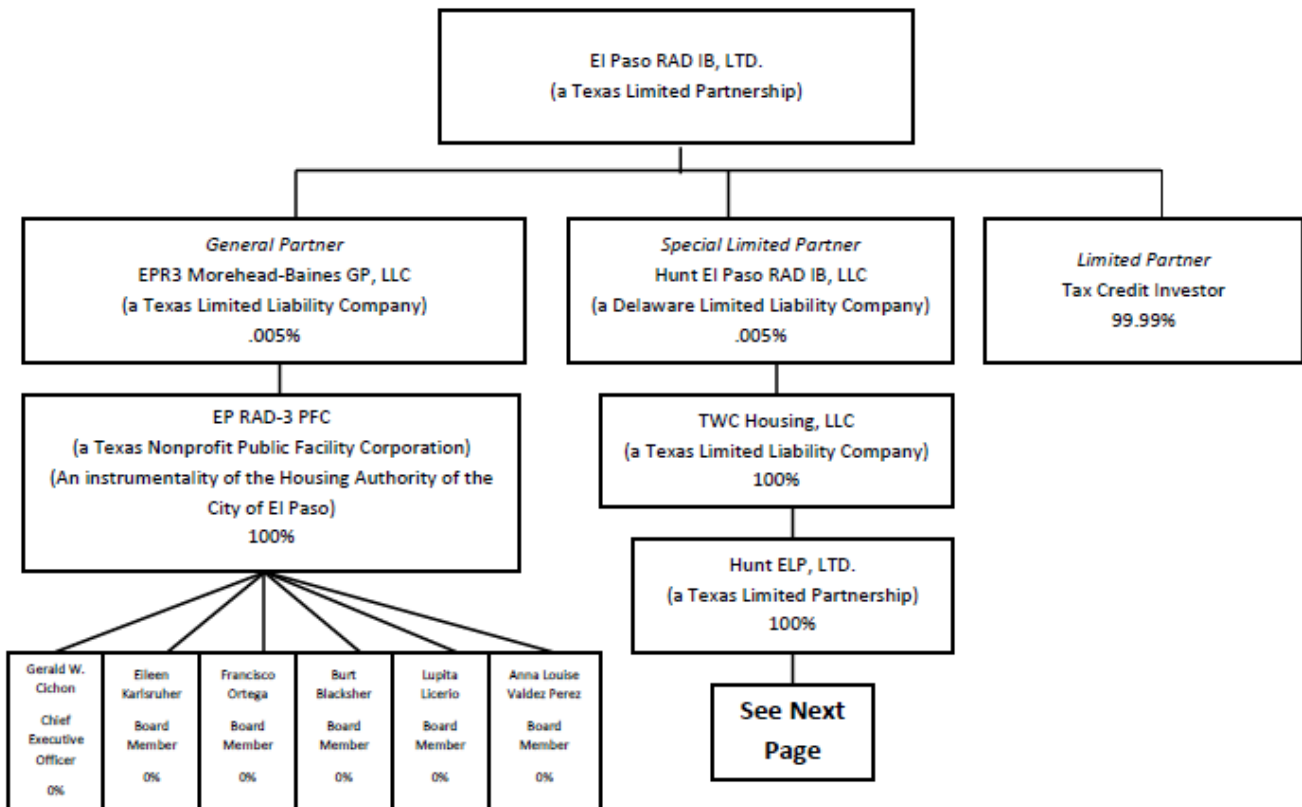 El Paso RAD IB, LTD.
(a Texas Limited Partnership)
General Partner
EPR3 Morehead-Baines GP, LLC
(a Texas Limited Liability Company)
.005%
Special Limited Partner
Hunt El Paso RAD IB, LLC
(a Delaware Limited Liability Company)
.005%
Limited Partner
Tax Credit Investor
99.99%
EP RAD-3 PFC
(a Texas Nonprofit Public Facility Corporation)
(An instrumentality of the Housing Authority of the
City of El Paso)
100%
TWC Housing, LLC
(a Texas Limited Liability Company)
100%
Hunt ELP, LTD.
(a Texas Limited Partnership)
100%
Gerald W.
Cichon
Chief
Executive
Officer
0%
Eileen
Karlsruher
Board
Member
0%
Francisco
Ortega
Board
Member
0%
Burt
Blacksher
Board
Member
0%
Lupita
Licerio
Board
Member
0%
Anna Louise
Valdez Perez
Board
Member
0%
See Next
Page